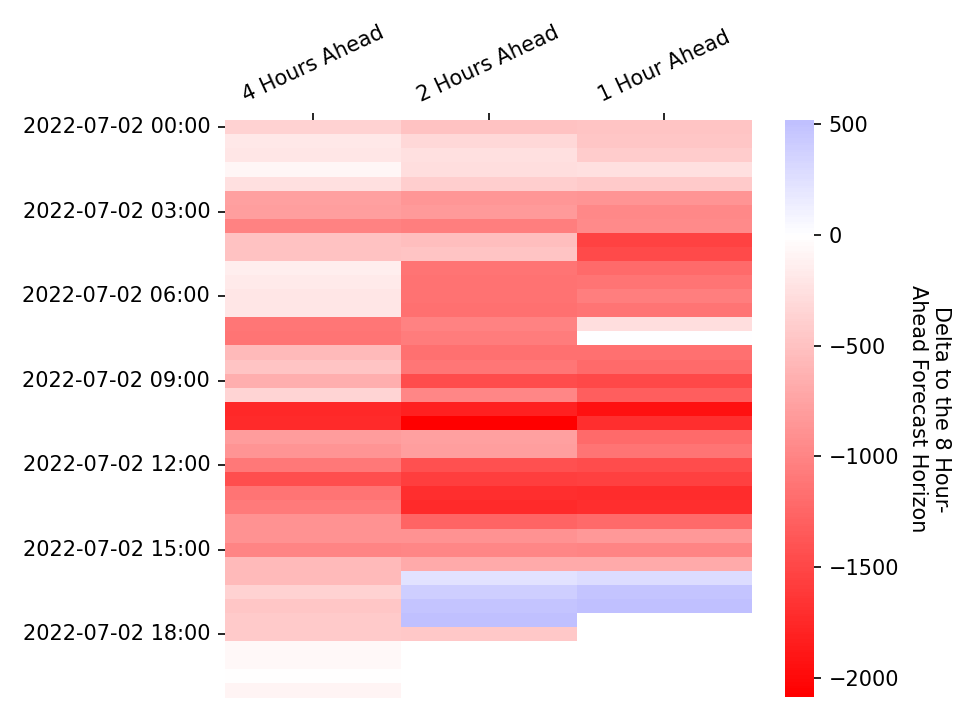 4 Hours Ahead
2 Hours Ahead
1 Hour Ahead
2022-07-02 00:00
2022-07-02 03:00
2022-07-02 06:00
2022-07-02 09:00
2022-07-02 12:00
2022-07-02 15:00
2022-07-02 18:00
500
0
−500
−1000
−1500
−2000
Delta to the 8 Hour-
Ahead Forecast Horizon